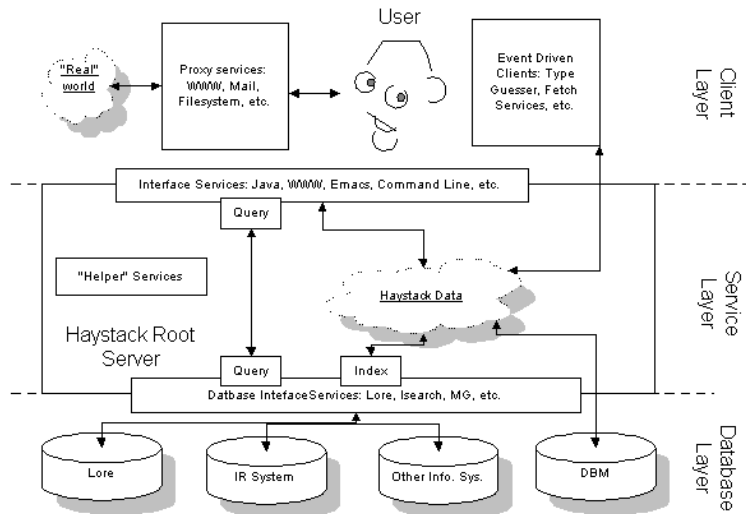 User
"Real"
world
Proxy services:
WWW, Mail,
Filesystem, etc.
Event Driven
Clients: Type
Guesser, Fetch
Services, etc.
Client
Layer
Interface Services: Java, WWW, Emacs, Command Line, etc.
Query
"Helper" Services
Haystack Data
Service
Layer
Haystack Root
Server
Query
Index
Datbase IntefaceServices: Lore, Isearch, MG, etc.
Database
Layer
Lore
IR System
Other Info. Sys.
DBM